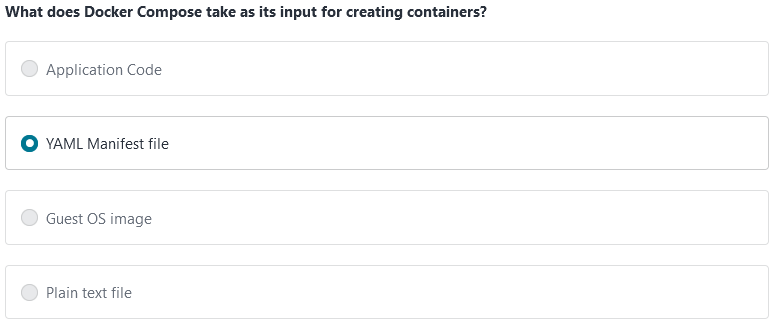 What does Docker Compose take as its input for creating containers?
Application Code
YAML Manifest file
Guest OS image
Plain text file